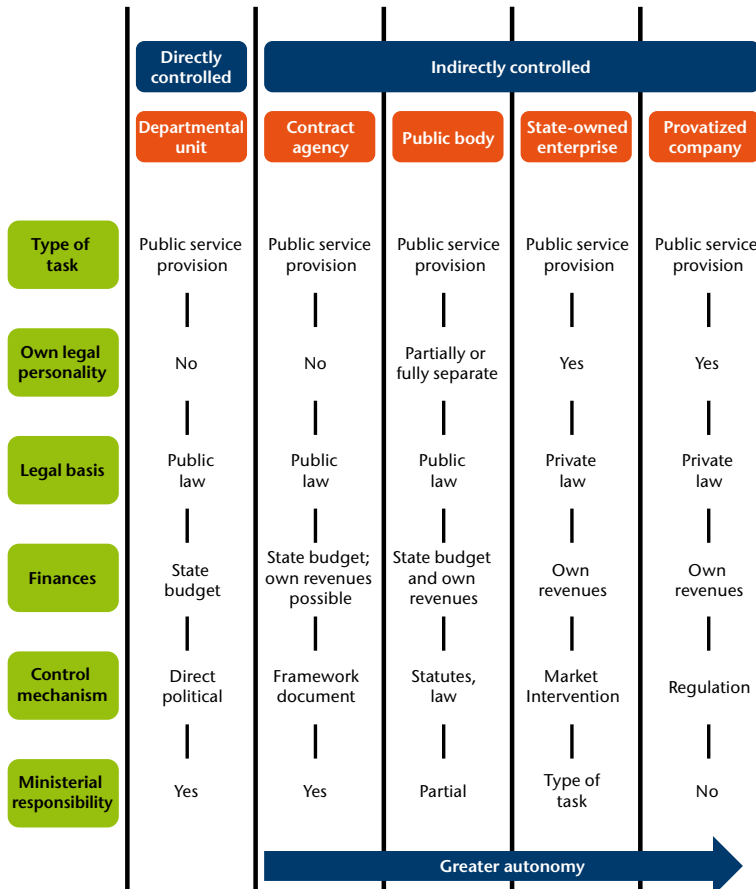 Directly
controlled
Indirectly controlled
Departmental
unit
Contract
agency
Public body
State-owned
enterprise
Provatized
company
Type of
task
Public service
provision
Public service
provision
Public service
provision
Public service
provision
Public service
provision
Own legal
personality
No
No
Partially or
fully separate
Yes
Yes
Legal basis
Public
law
Public
law
Public
law
Private
law
Private
law
Finances
State
budget
State budget;
own revenues
possible
State budget
and own
revenues
Own
revenues
Own
revenues
Control
mechanism
Direct
political
Framework
document
Statutes,
law
Market
Intervention
Regulation
Ministerial
responsibility
Yes
Yes
Partial
Type of
task
No
Greater autonomy